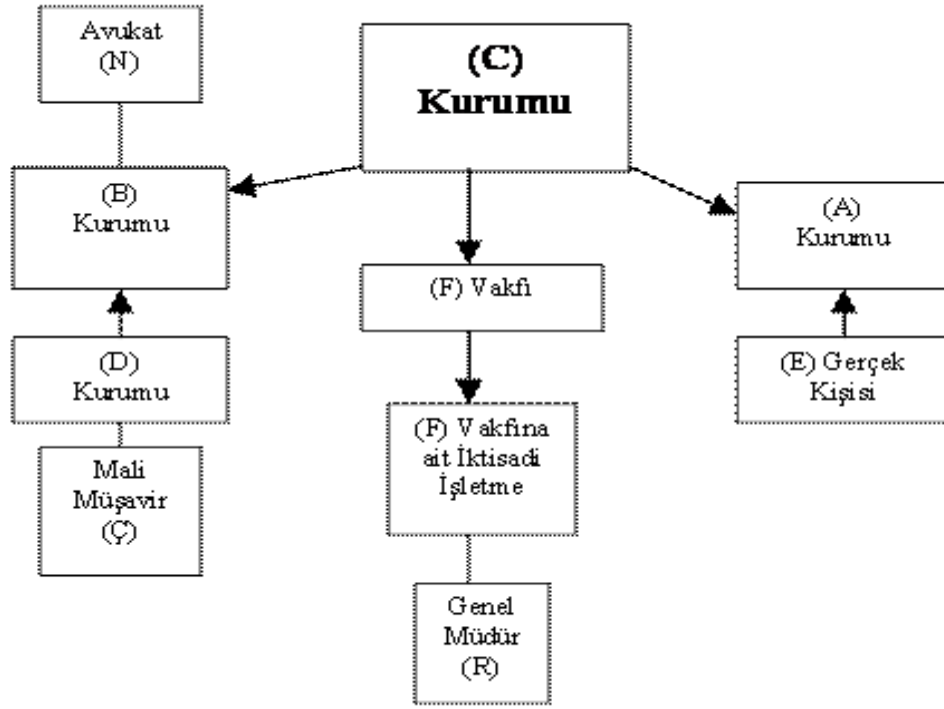 Avukat
(N)
(C)
Kurumu
(B)
Kurumu
(A)
Kurumu
(F) Vakfı
(D)
Kurumu
(E) Gerçek
Kişisi
(F) Vakfına
ait İktisadi
İşletme
Mali
Müşavir
(Ç)
Genel
Müdür
(R)